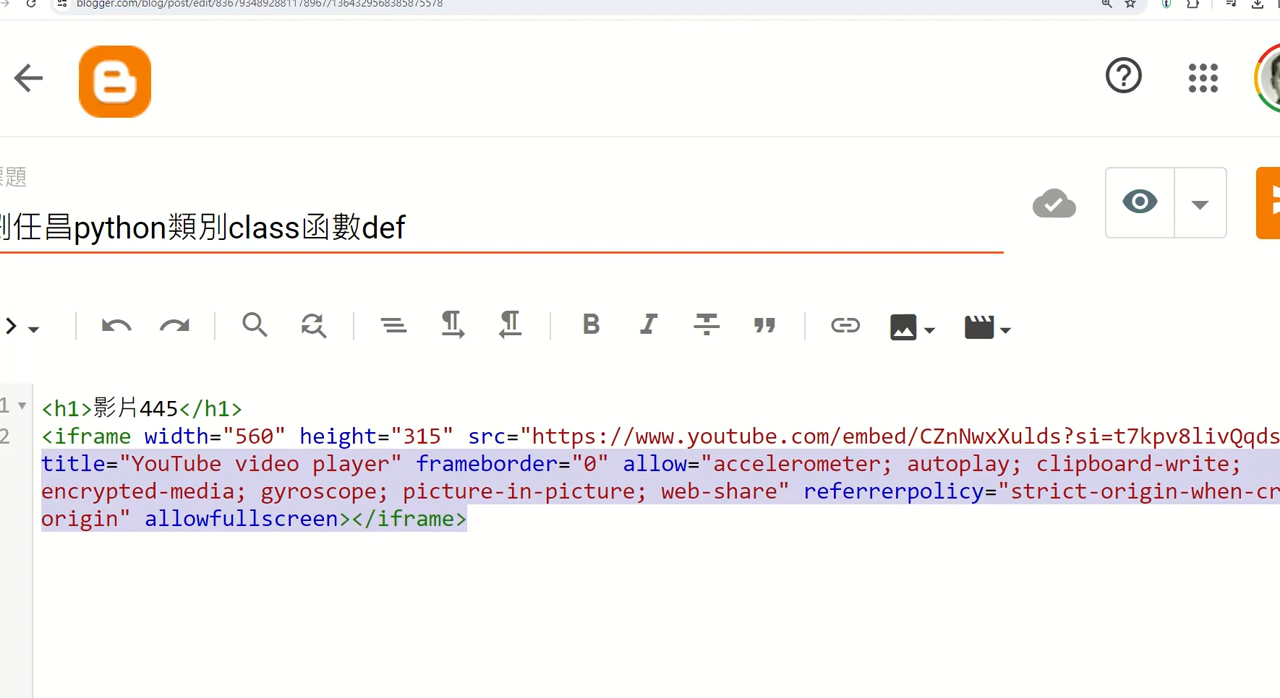 blogger.com/blog/post/edit/8367934892881178967/1364329568385875578
標題
劉任昌python類別class函數def
1
<h1>影片445</h1>
2
<iframe width="560" height="315" src="https://www.youtube.com/embed/CZnNwxXulds?si=t7kpv8livQqds
title="YouTube video player" frameborder="0" allow="accelerometer; autoplay; clipboard-write;
encrypted-media; gyroscope; picture-in-picture; web-share" referrerpolicy="strict-origin-when-cr
origin" allowfullscreen></iframe>